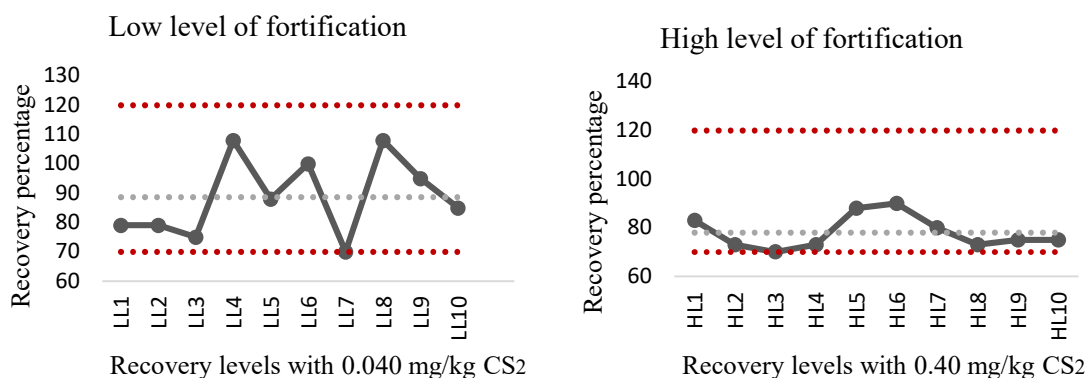 Low level of fortification
Recovery percentage
130
120
110
100
90
80
70
60
LL1
LL2
LL3
LL4
LL5
LL6
LL7
LL8
LL9
LL10
Recovery levels with 0.040 mg/kg CS2
High level of fortification
Recovery percentage
140
120
100
80
60
HL1
HL2
HL3
HL4
HL5
HL6
HL7
HL8
HL9
HL10
Recovery levels with 0.40 mg/kg CS2